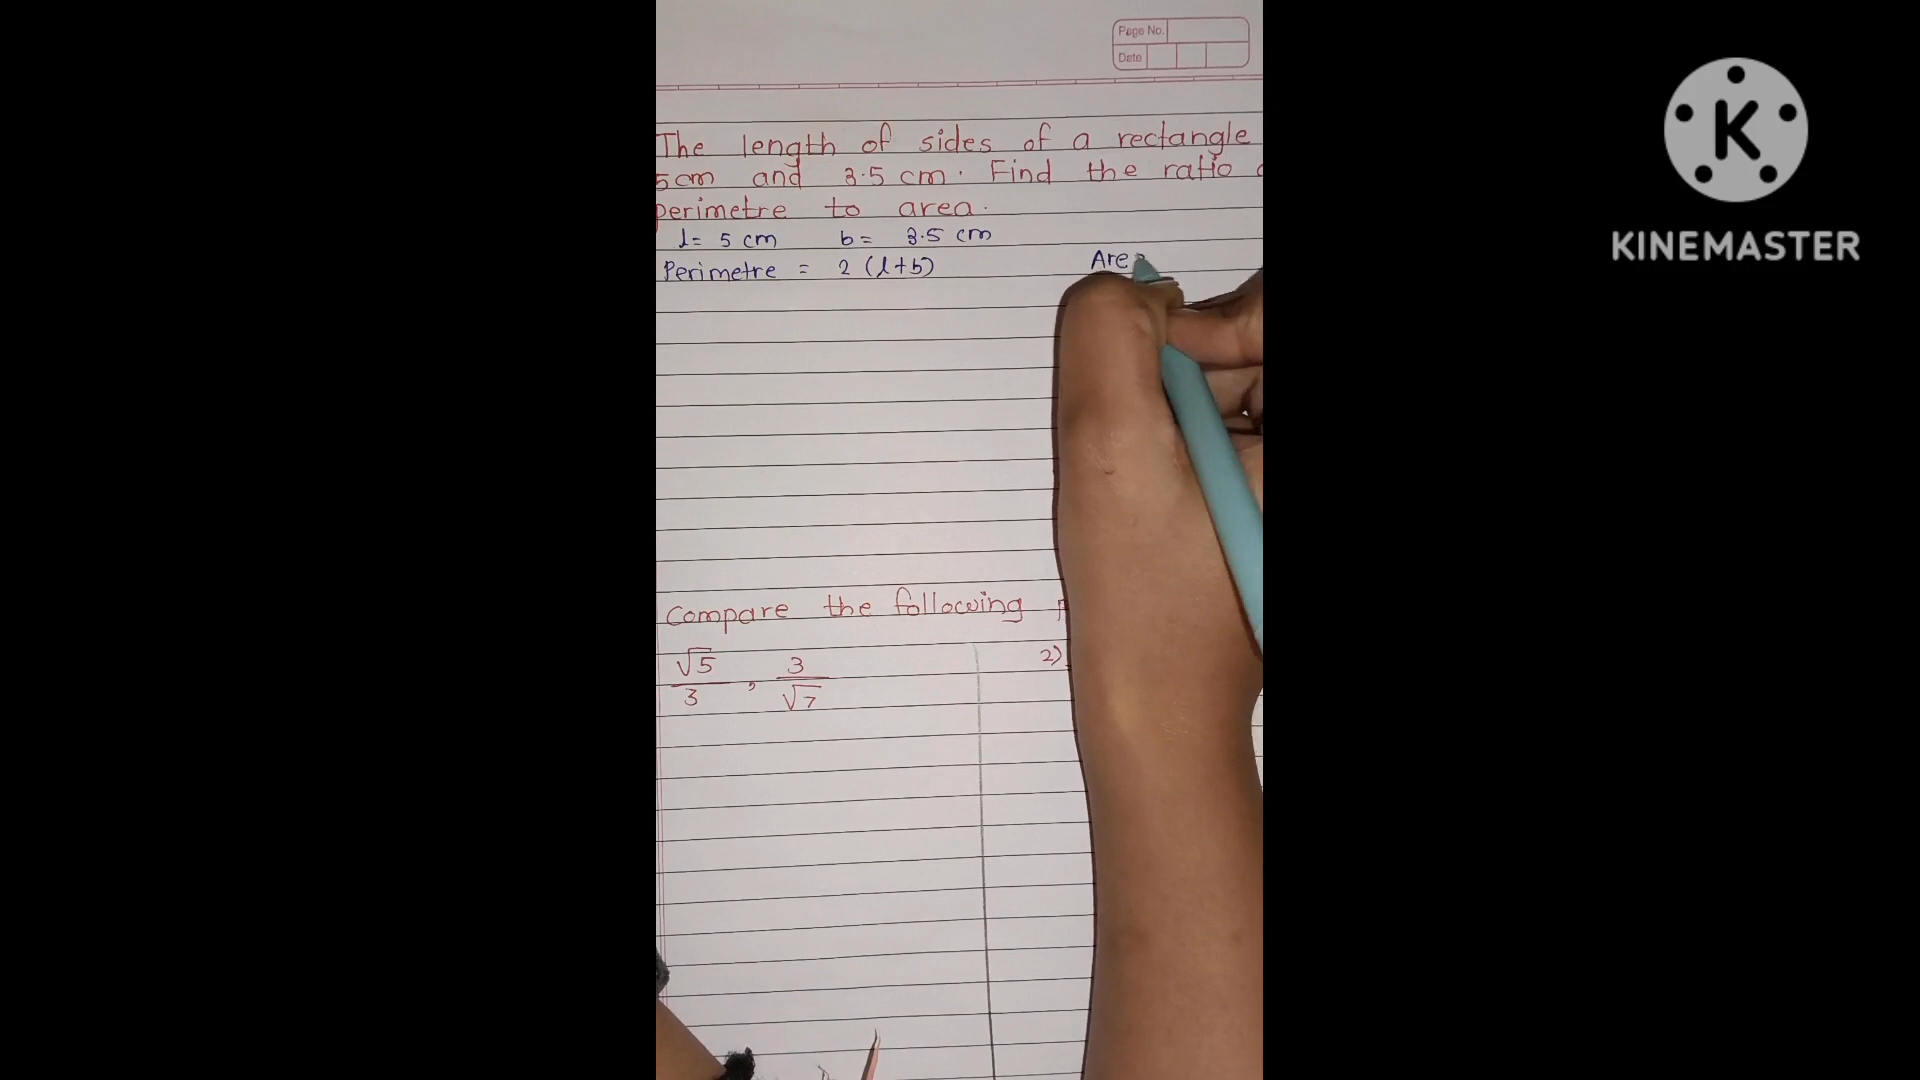 Page No.
Date
The length of sides of a rectangle
5cm and 3.5 cm. Find the ratio
perimetre to area.
l= 5 cm b= 3.5 cm
Perimetre = 2 (l+b)
Are
Compare the following
√5/3 , 3/√7
2)
K
KINEMASTER